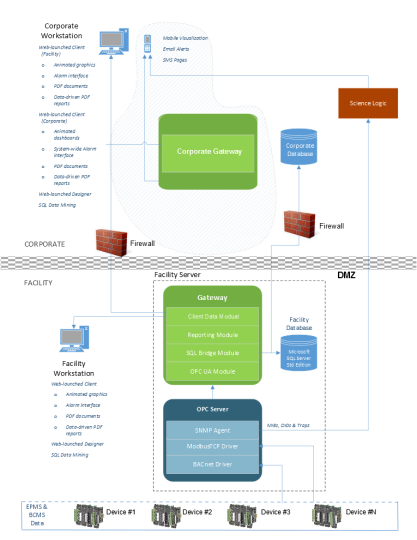 Corporate
Workstation
Web-launched Client
(Facility)
o Animated graphics
o Alarm interface
o PDF documents
o Data-driven PDF
reports
Web-launched Client
(Corporate)
o Animated
dashboards
o System-wide Alarm
interface
o PDF documents
o Data-driven PDF
reports
Web-launched Designer
SQL Data Mining
Mobile Visualization
Email Alerts
SMS Pages
Science Logic
Corporate Gateway
Corporate
Database
Firewall
Firewall
CORPORATE
FACILITY
DMZ
Facility Server
Gateway
Client Data Modual
Reporting Module
SQL Bridge Module
OPC UA Module
Facility
Database
Microsoft
SQL Server
Std Edition
Facility
Workstation
Web-launched Client
o Animated graphics
o Alarm interface
o PDF documents
o Data-driven PDF
reports
Web-launched Designer
SQL Data Mining
OPC Server
SNMP Agent
ModbusTCP Driver
BACnet Driver
MIBs, OIDs & Traps
EPMS &
BCMS
Data
Device #1
Device #2
Device #3
Device #N